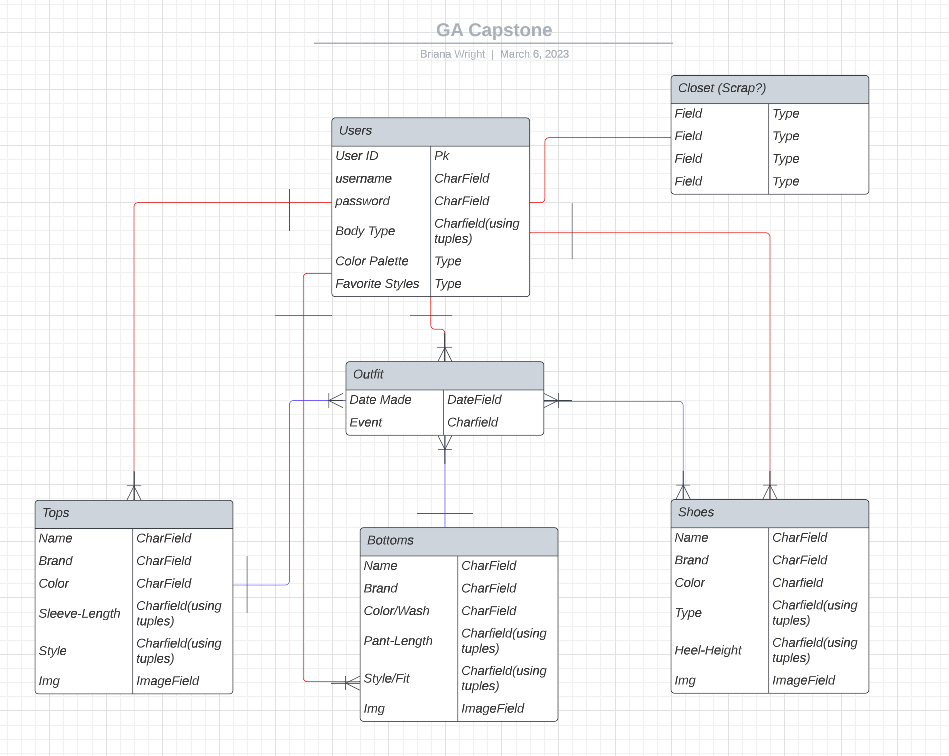 GA Capstone
Briana Wright | March 6, 2023
Closet (Scrap?)
Field Type
Field Type
Field Type
Field Type
Users
User ID Pk
username CharField
password CharField
Body Type Charfield(using
tuples)
Color Palette Type
Favorite Styles Type
Outfit
Date Made DateField
Event Charfield
Tops
Name CharField
Brand CharField
Color CharField
Sleeve-Length Charfield(using
tuples)
Style Charfield(using
tuples)
Img ImageField
Bottoms
Name CharField
Brand CharField
Color/Wash CharField
Pant-Length Charfield(using
tuples)
Style/Fit Charfield(using
tuples)
Img ImageField
Shoes
Name CharField
Brand CharField
Color Charfield
Type Charfield(using
tuples)
Heel-Height Charfield(using
tuples)
Img ImageField